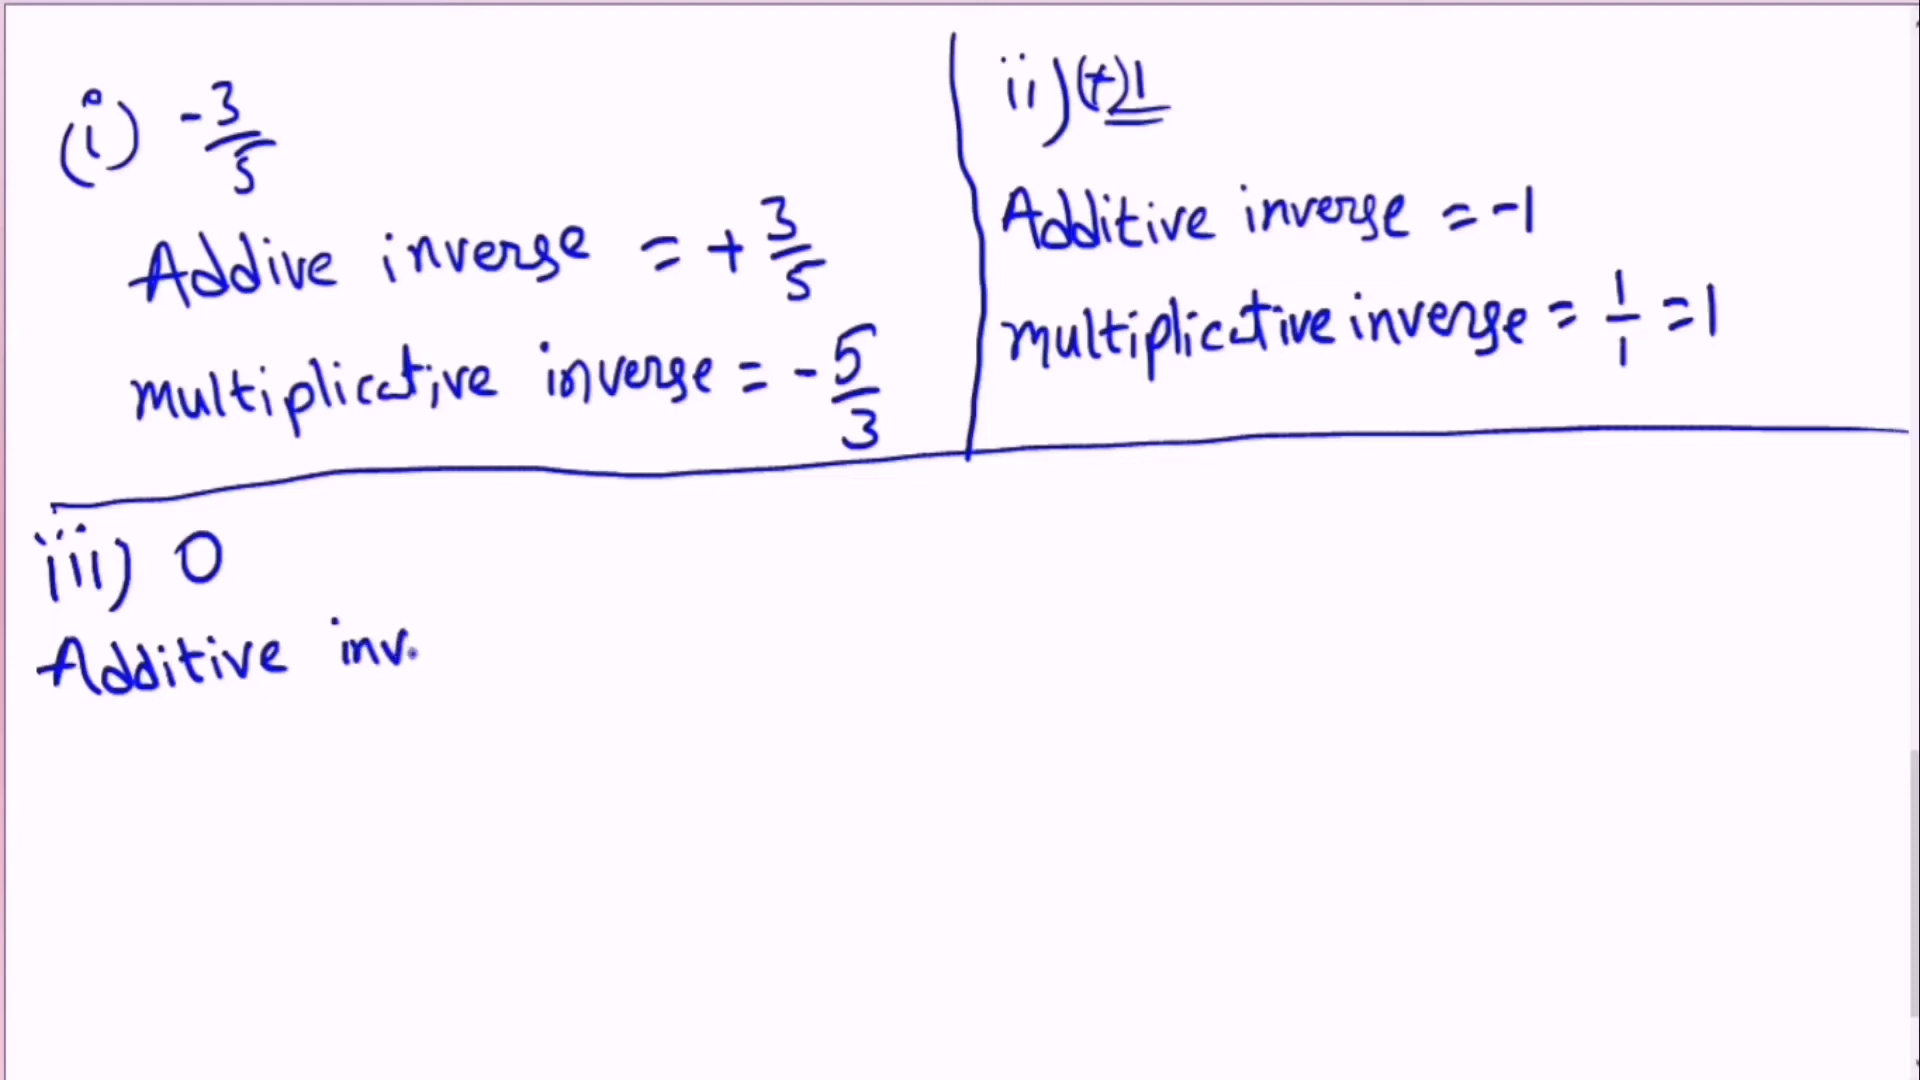 (i) -3/5
Addive inverse = + 3/5
multiplicative inverse = - 5/3
ii) (+)1
Additive inverse = -1
multiplicative inverse = 1/1 = 1
iii) 0
Additive inv.